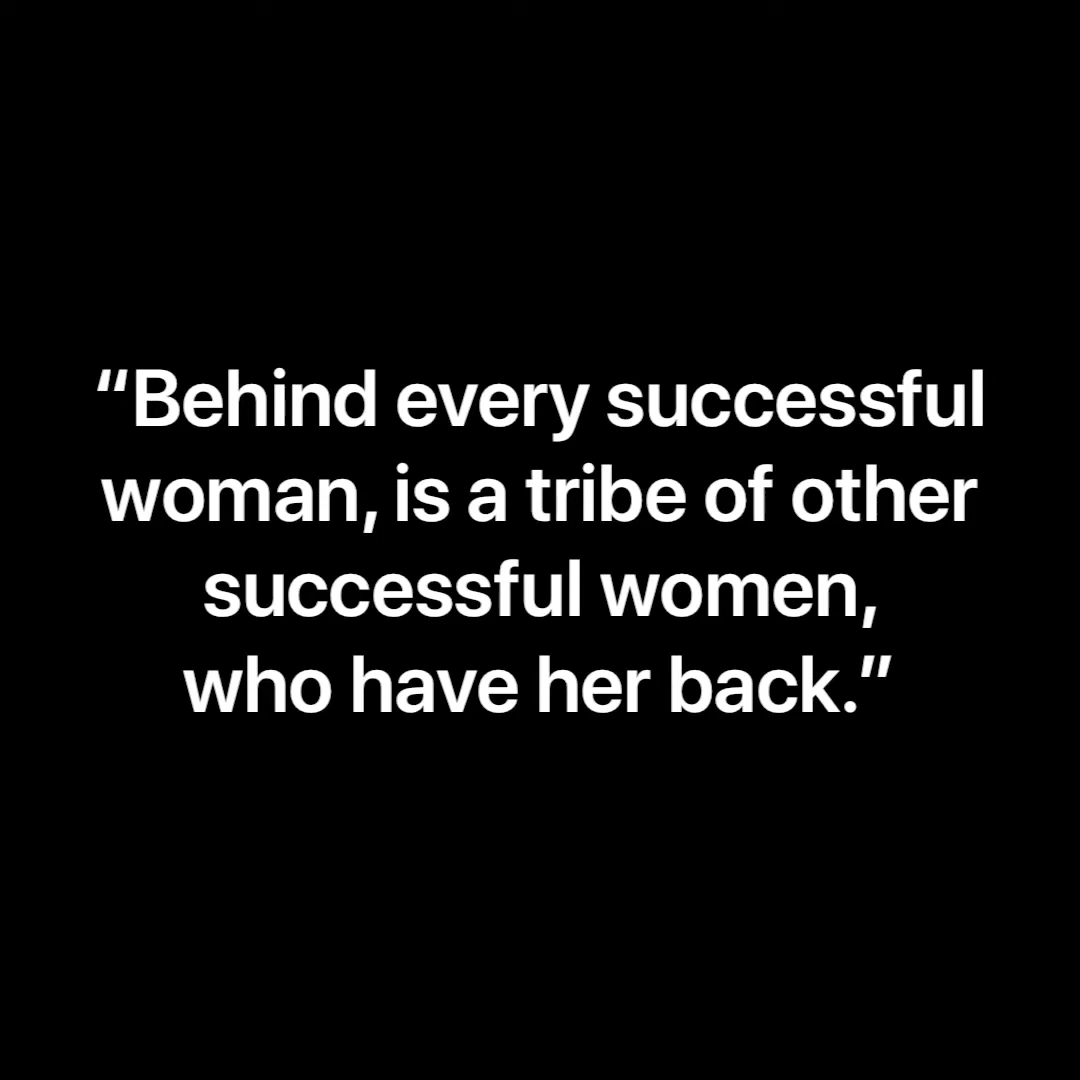 “Behind every successful
woman, is a tribe of other
successful women,
who have her back.”